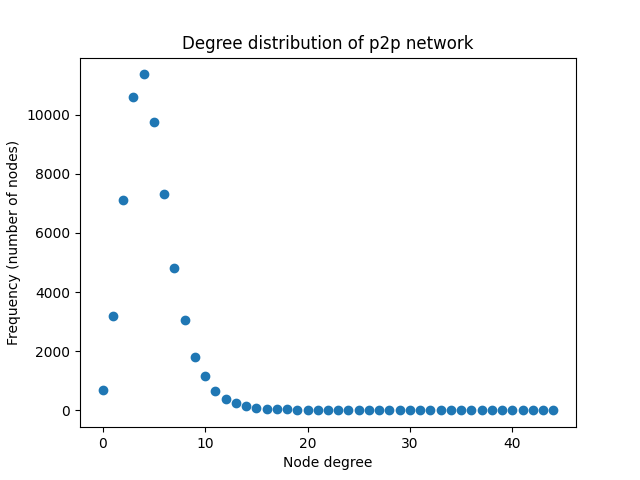 Degree distribution of p2p network
10000
8000
6000
4000
2000
0
Frequency (number of nodes)
0 10 20 30 40
Node degree